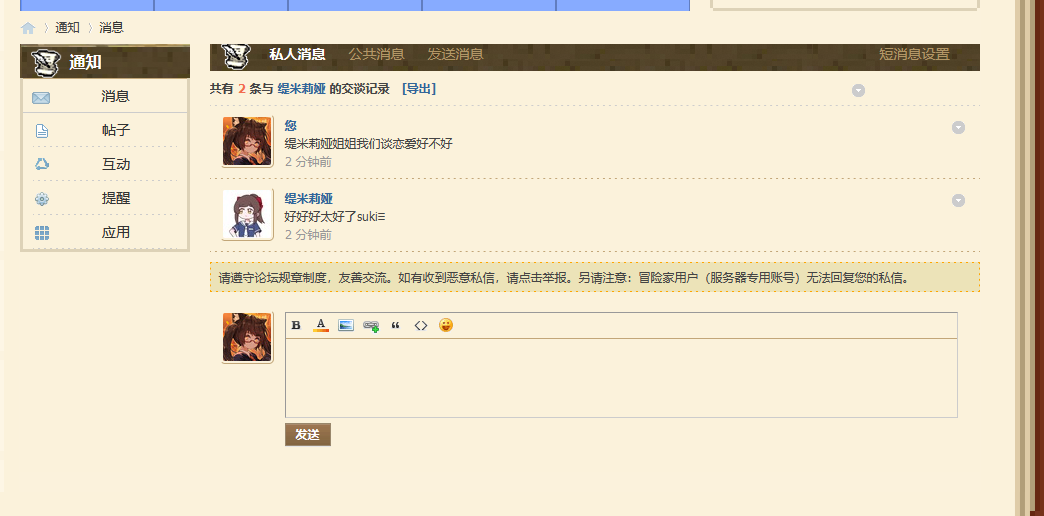 通知 消息
通知
消息
帖子
互动
提醒
应用
私人消息 公共消息 发送消息 短消息设置
共有 2 条与 缇米莉娅 的交谈记录 [导出]
您
缇米莉娅姐姐我们谈恋爱好不好
2 分钟前
缇米莉娅
好好好太好了suki≡
2 分钟前
请遵守论坛规章制度，友善交流。如有收到恶意私信，请点击举报。另请注意：冒险家用户（服务器专用账号）无法回复您的私信。
B A “ <>
发送